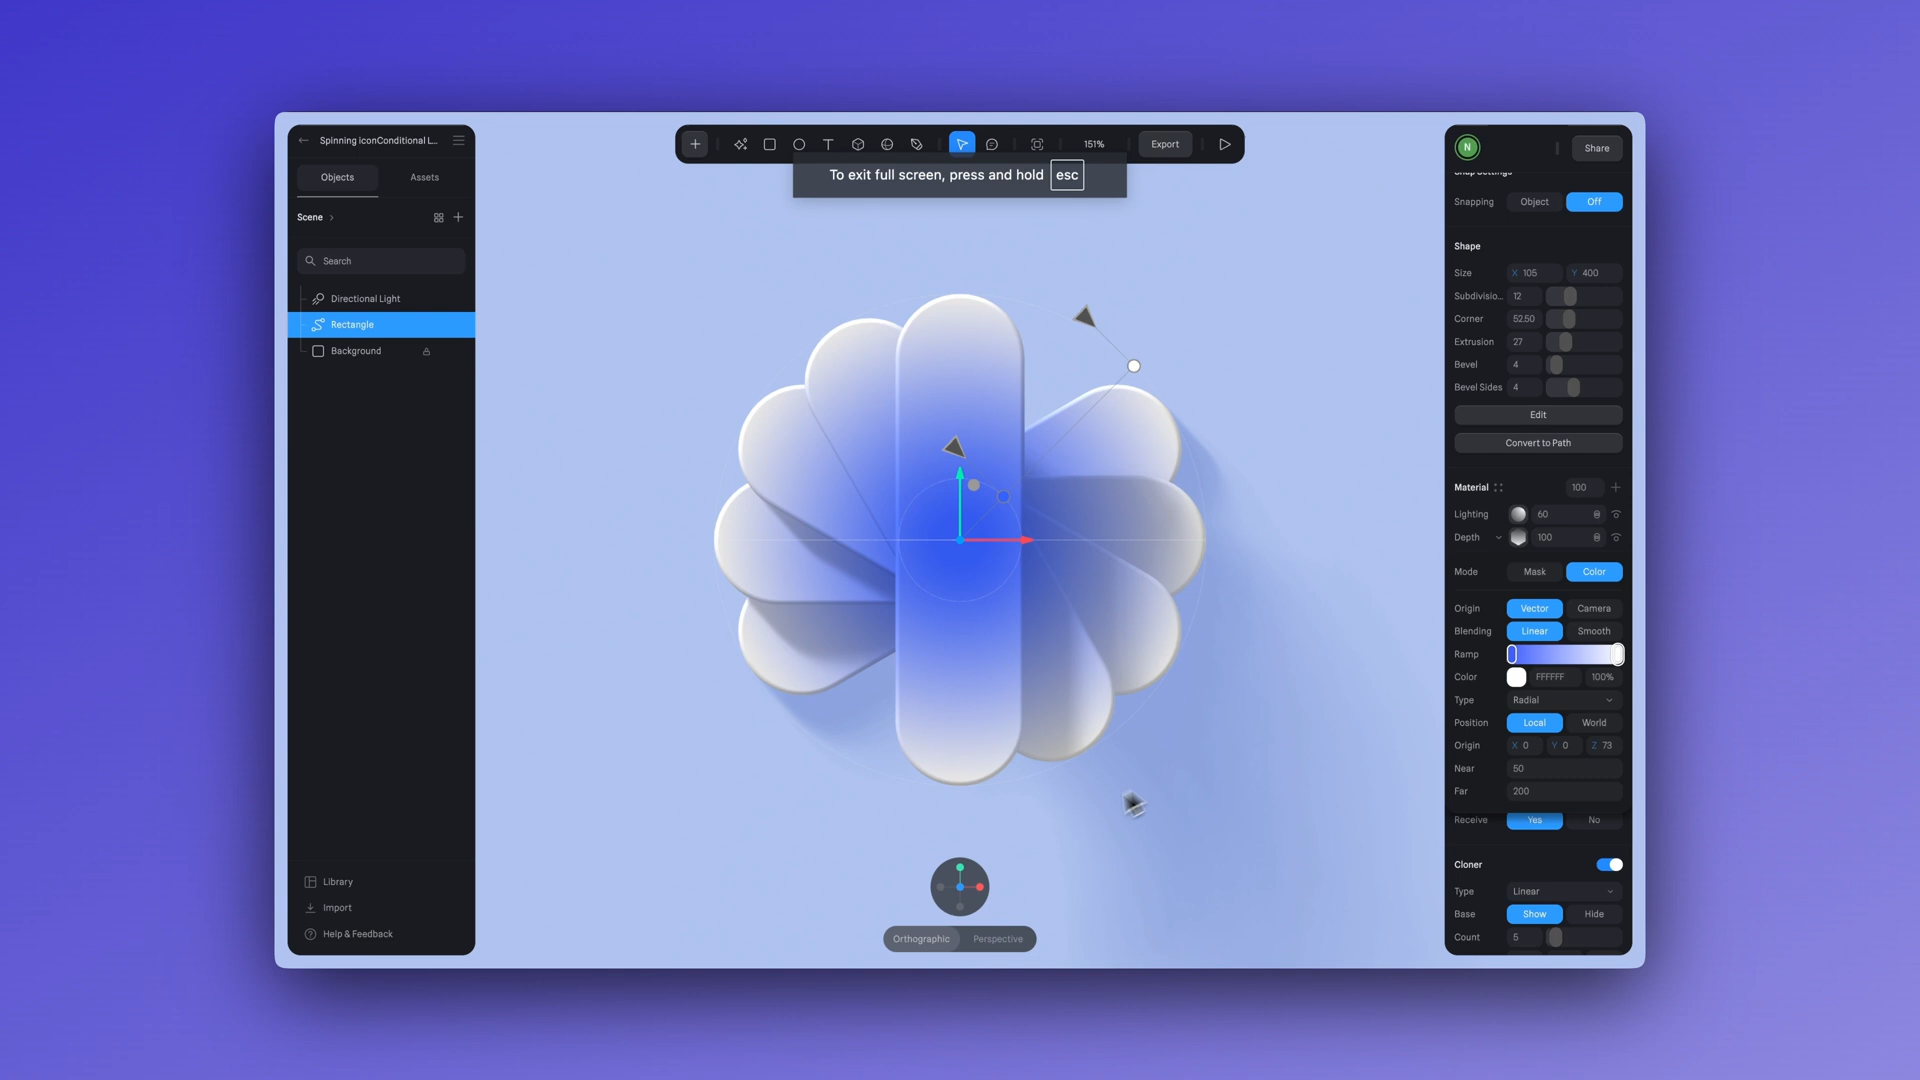 Spinning iconConditional L...
Objects
Assets
Scene
Search
Directional Light
Rectangle
Background
Library
Import
Help & Feedback
151%
Export
To exit full screen, press and hold esc
Orthographic
Perspective
N
Share
Snap Settings
Snapping
Object
Off
Shape
Size
X 105
Y 400
Subdivisio...
12
Corner
52.50
Extrusion
27
Bevel
4
Bevel Sides
4
Edit
Convert to Path
Material
100
Lighting
60
Depth
100
Mode
Mask
Color
Origin
Vector
Camera
Blending
Linear
Smooth
Ramp
Color
FFFFFF
100%
Type
Radial
Position
Local
World
Origin
X 0
Y 0
Z 73
Near
50
Far
200
Receive
Yes
No
Cloner
Type
Linear
Base
Show
Hide
Count
5